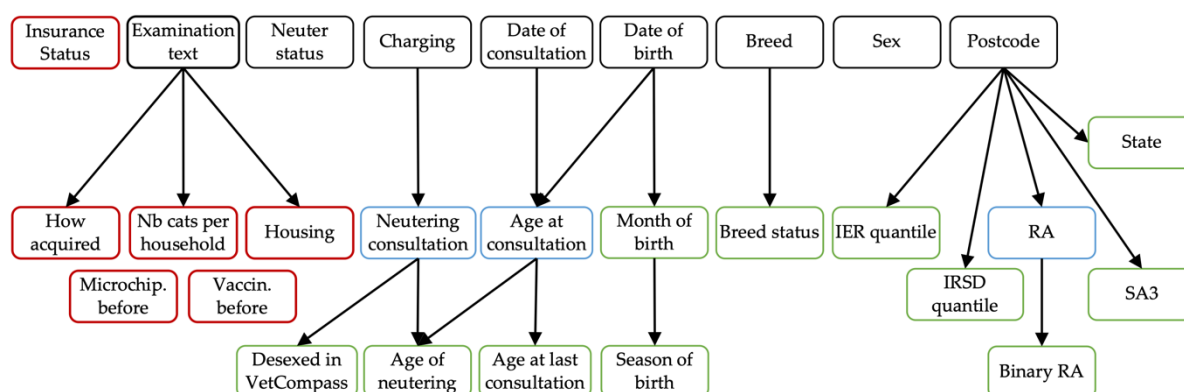 Insurance
Status
Examination
text
Neuter
status
Charging
Date of
consultation
Date of
birth
Breed
Sex
Postcode
State
How
acquired
Nb cats per
household
Housing
Neutering
consultation
Age at
consultation
Month of
birth
Breed status
IER quantile
RA
Microchip.
before
Vaccin.
before
IRSD
quantile
SA3
Desexed in
VetCompass
Age of
neutering
Age at last
consultation
Season of
birth
Binary RA